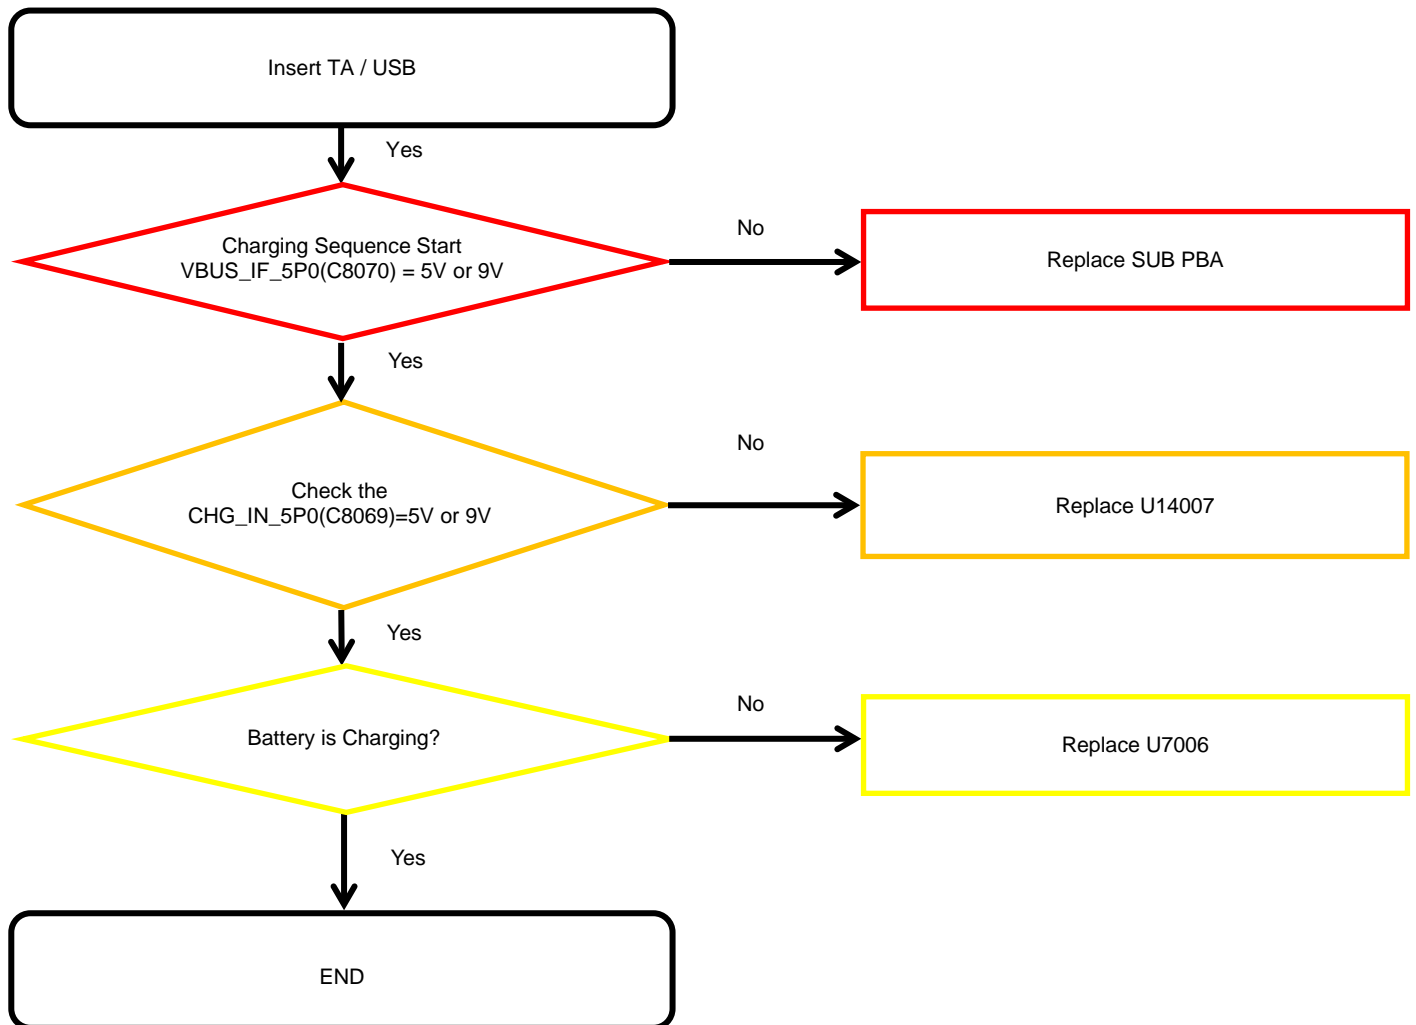 Insert TA / USB
Yes
Charging Sequence Start
VBUS_IF_5P0(C8070) = 5V or 9V
No
Replace SUB PBA
Yes
Check the
CHG_IN_5P0(C8069)=5V or 9V
No
Replace U14007
Yes
Battery is Charging?
No
Replace U7006
Yes
END